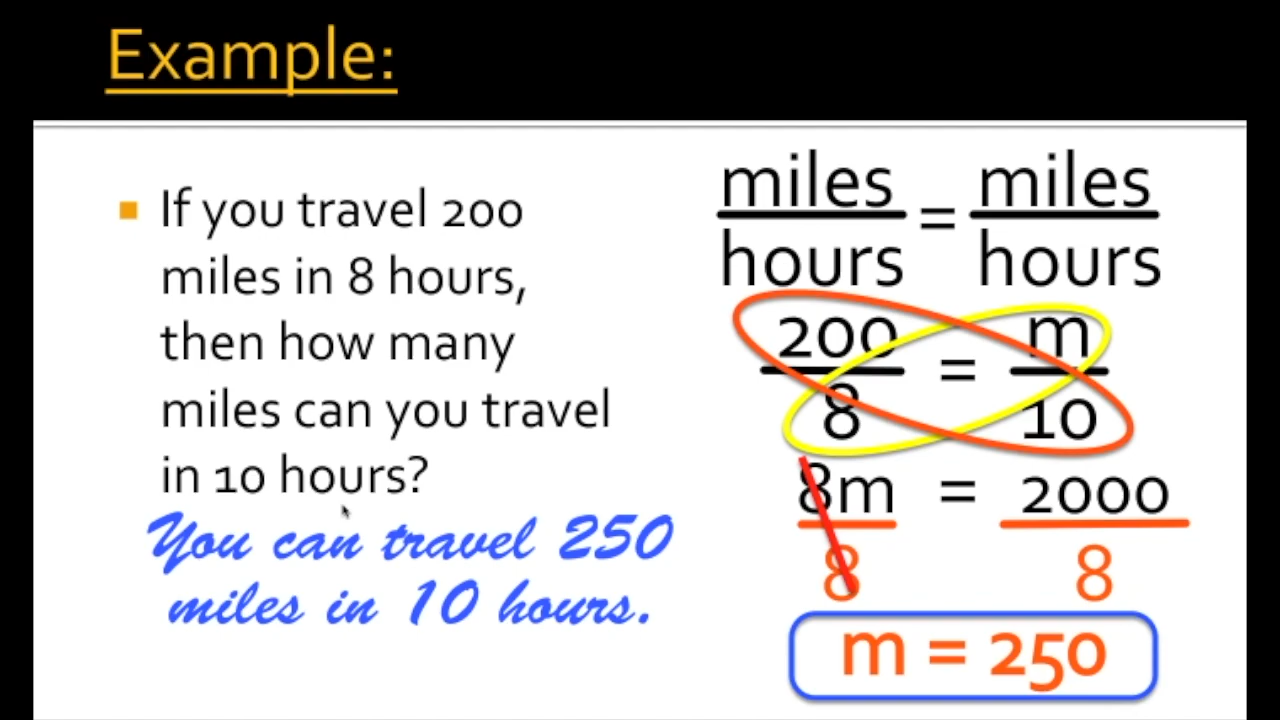 Example:
If you travel 200
miles in 8 hours,
then how many
miles can you travel
in 10 hours?
You can travel 250
miles in 10 hours.
miles = miles
hours hours
200 = m
8 10
8m = 2000
8 8
m = 250